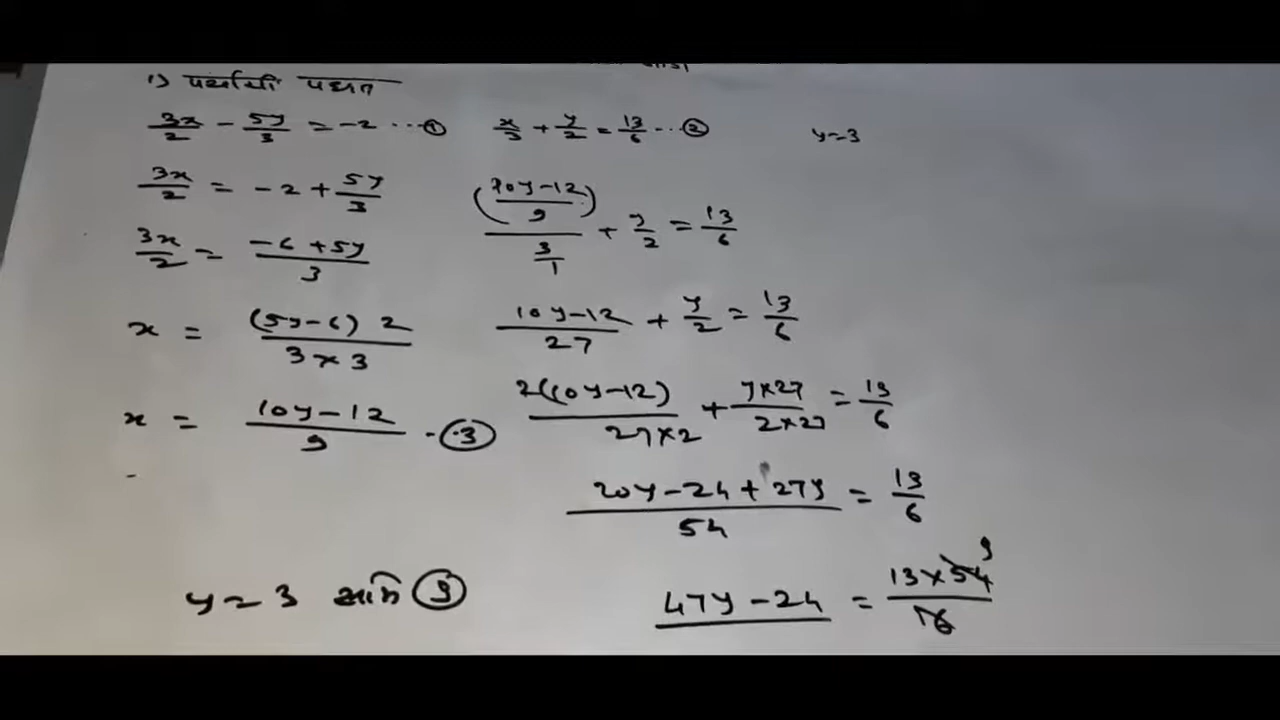 1) पर्यायी पद्धत
3x/2 - 5y/3 = -2 ...①
3x/2 = -2 + 5y/3
3x/2 = (-6 + 5y)/3
x = (5y-6) 2/(3 × 3)
x = (10y-12)/9 ...③
y = 3
x/3 + y/2 = 13/6 ...②
((10y-12)/9)/(3/1) + y/2 = 13/6
(10y-12)/27 + y/2 = 13/6
2(10y-12)/(27×2) + (y×27)/(2×27) = 13/6
(20y-24+27y)/54 = 13/6
47y-24 = (13×54)/6 9
y = 3